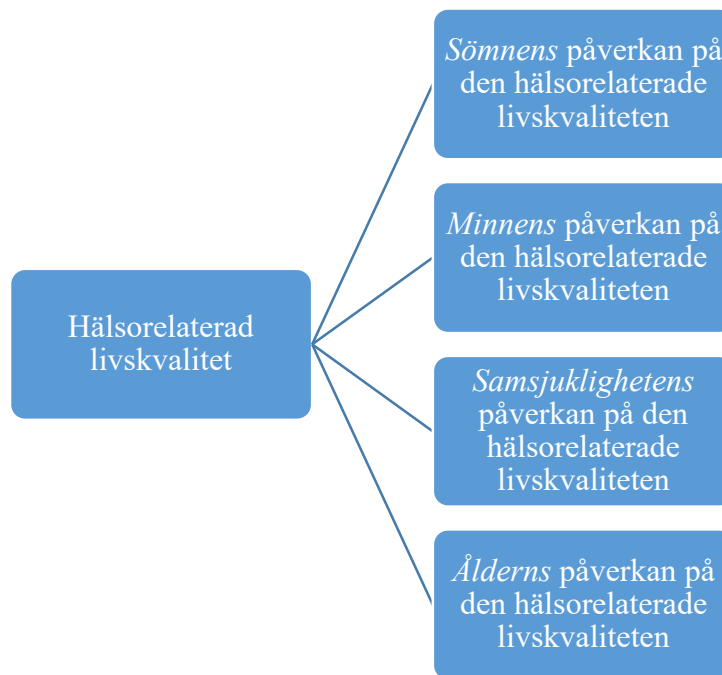 Sömnens påverkan på
den hälsorelaterade
livskvaliteten
Minnens påverkan på
den hälsorelaterade
livskvaliteten
Hälsorelaterad
livskvalitet
Samsjuklighetens
påverkan på den
hälsorelaterade
livskvaliteten
Ålderns påverkan på
den hälsorelaterade
livskvaliteten